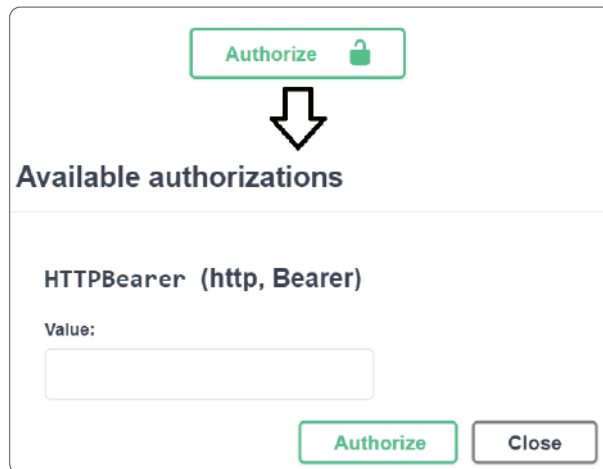 Authorize
Available authorizations
HTTPBearer (http, Bearer)
Value:
Authorize Close